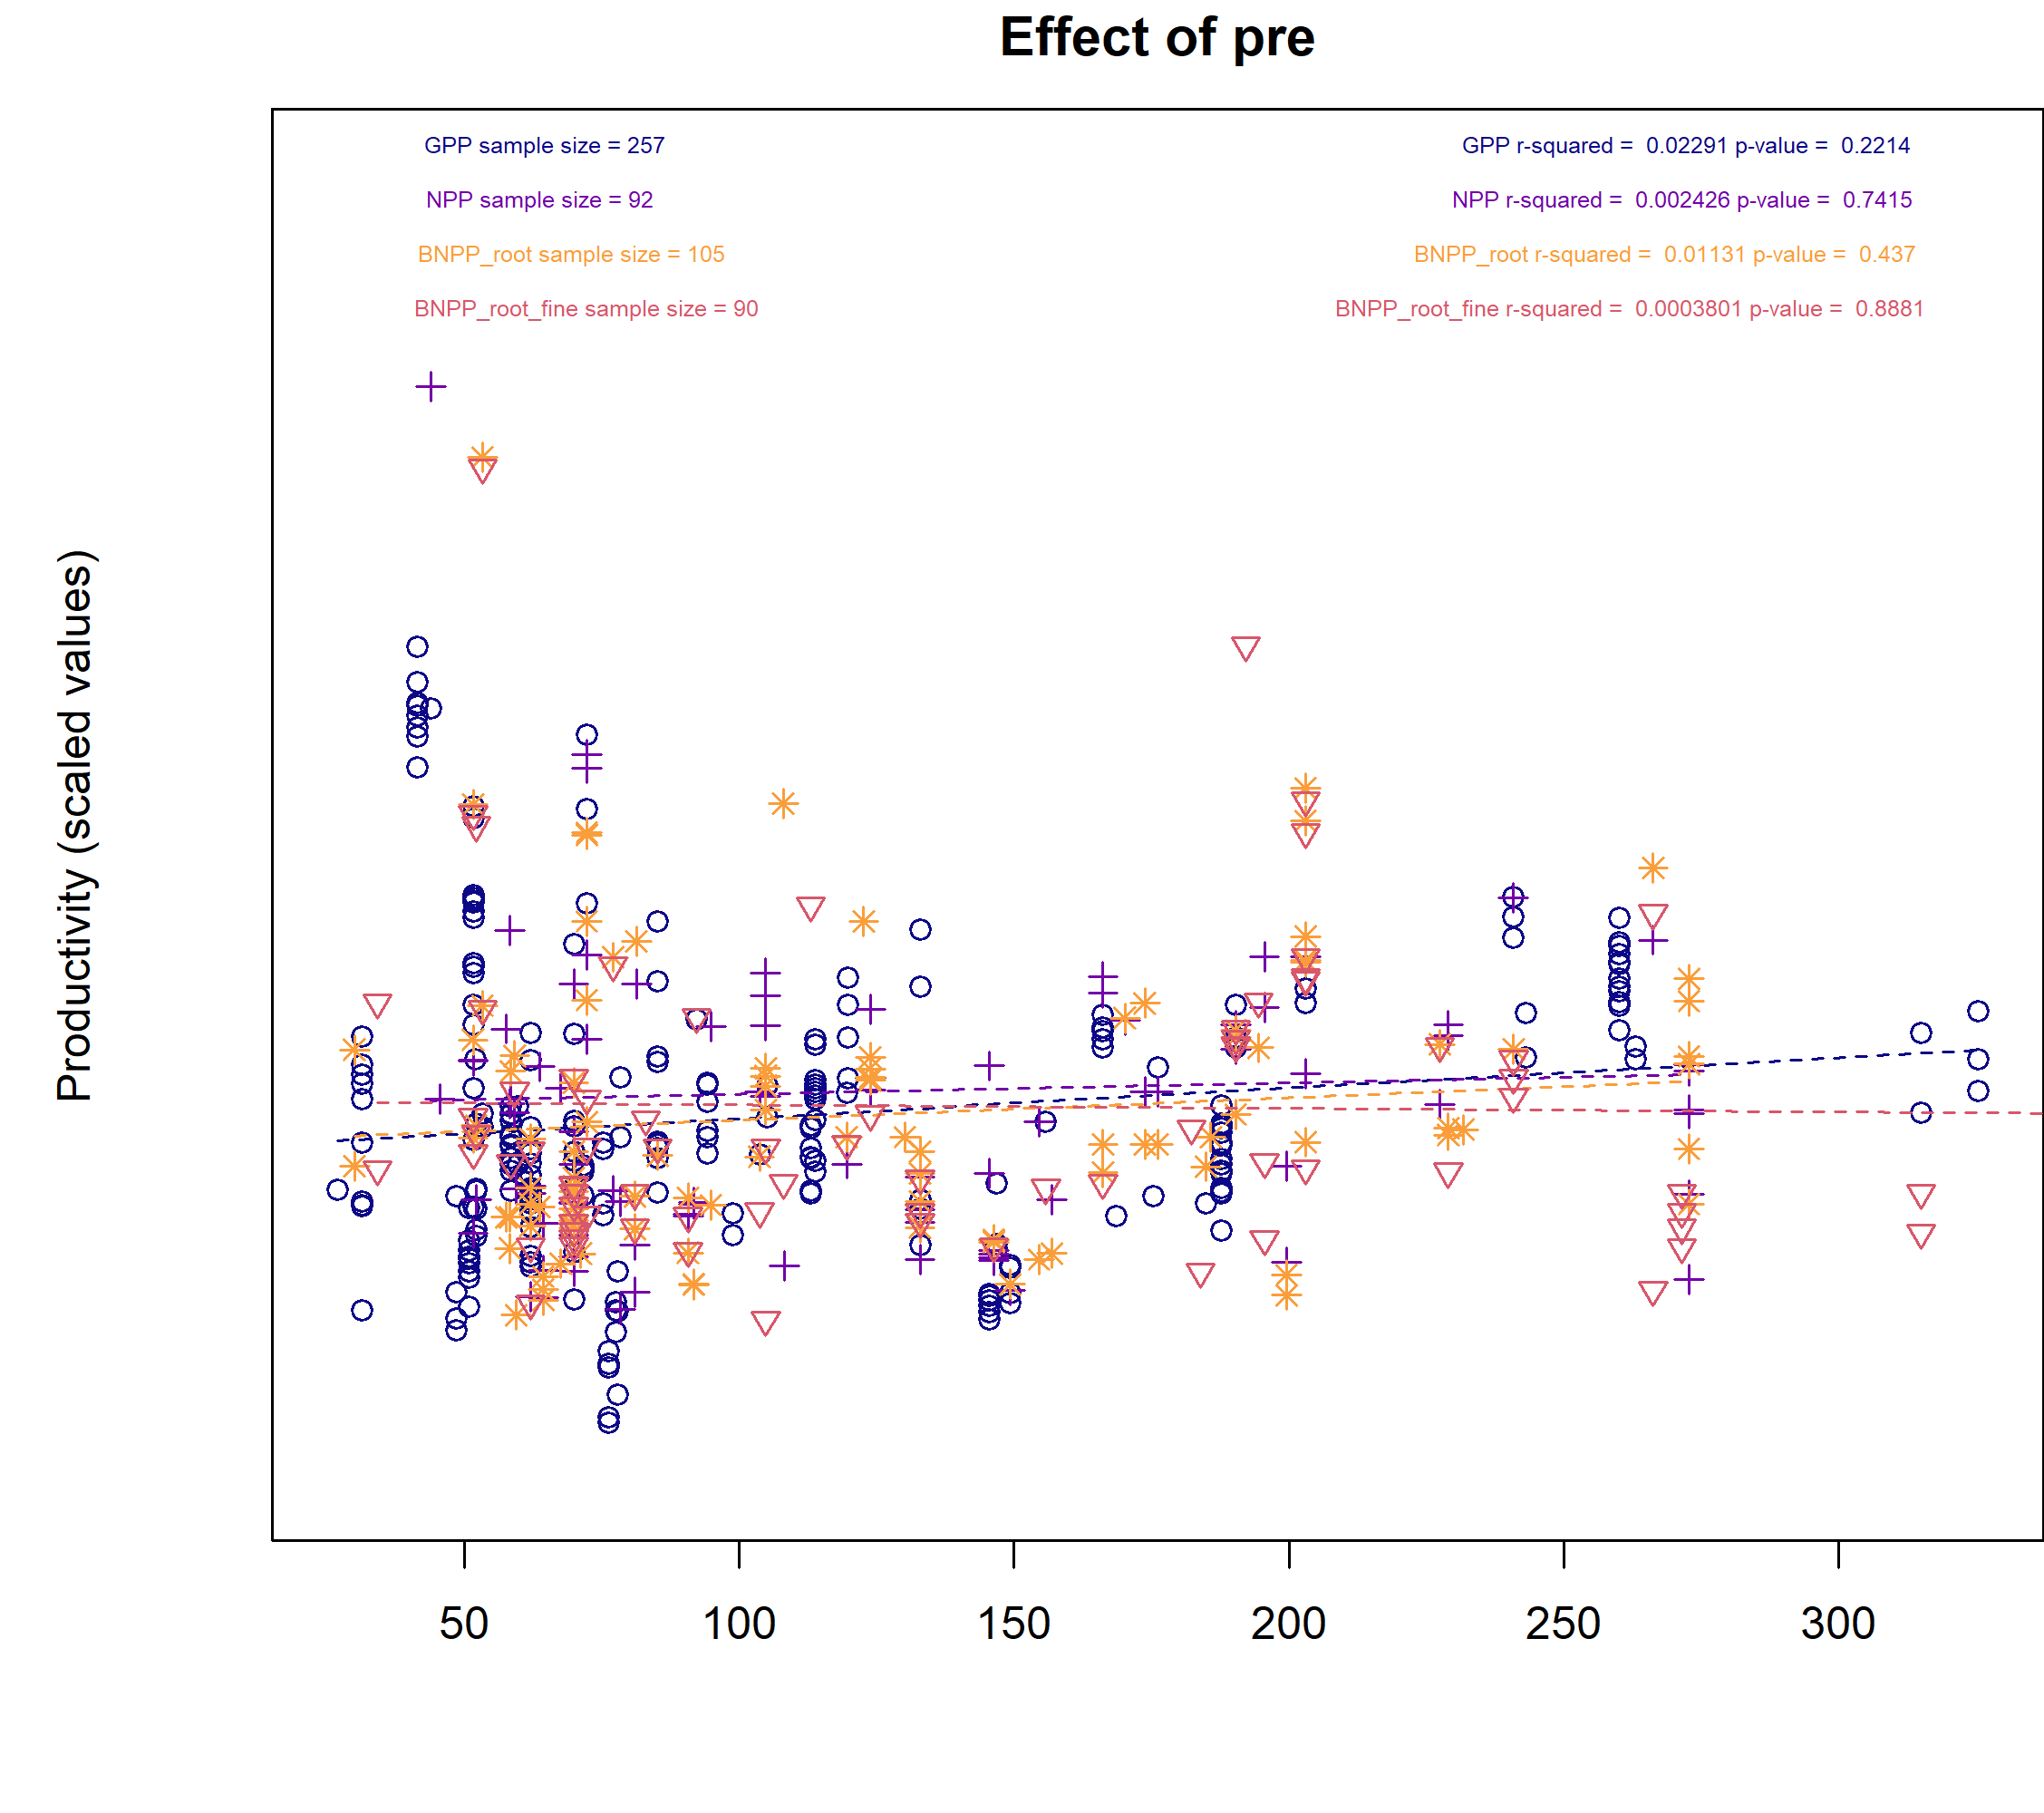 Effect of pre
GPP sample size = 257
GPP r-squared =  0.02291 p-value =  0.2214
NPP sample size = 92
NPP r-squared =  0.002426 p-value =  0.7415
BNPP_root sample size = 105
BNPP_root r-squared =  0.01131 p-value =  0.437
BNPP_root_fine sample size = 90
BNPP_root_fine r-squared =  0.0003801 p-value =  0.8881
Productivity (scaled values)
50 100 150 200 250 300